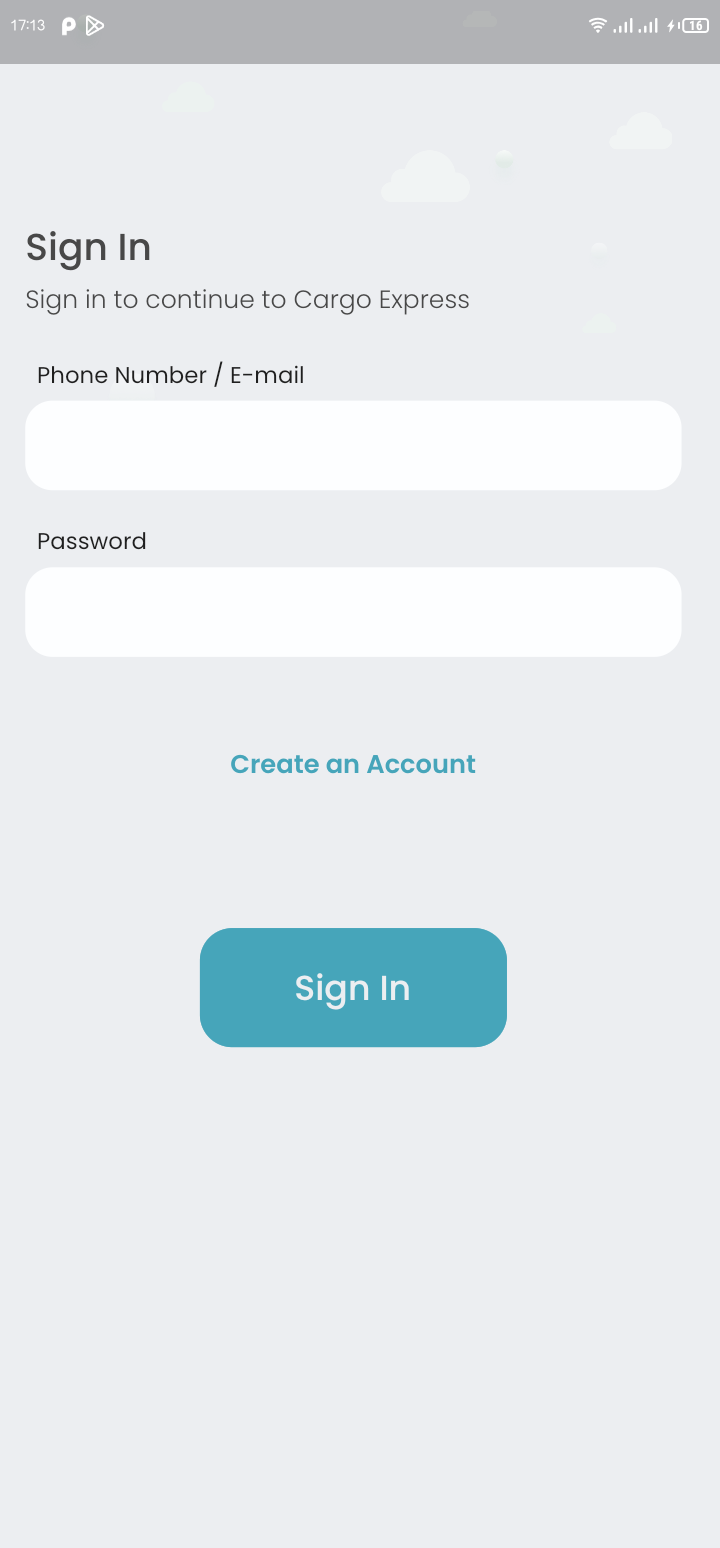 17:13
16
Sign In
Sign in to continue to Cargo Express
Phone Number / E-mail
Password
Create an Account
Sign In